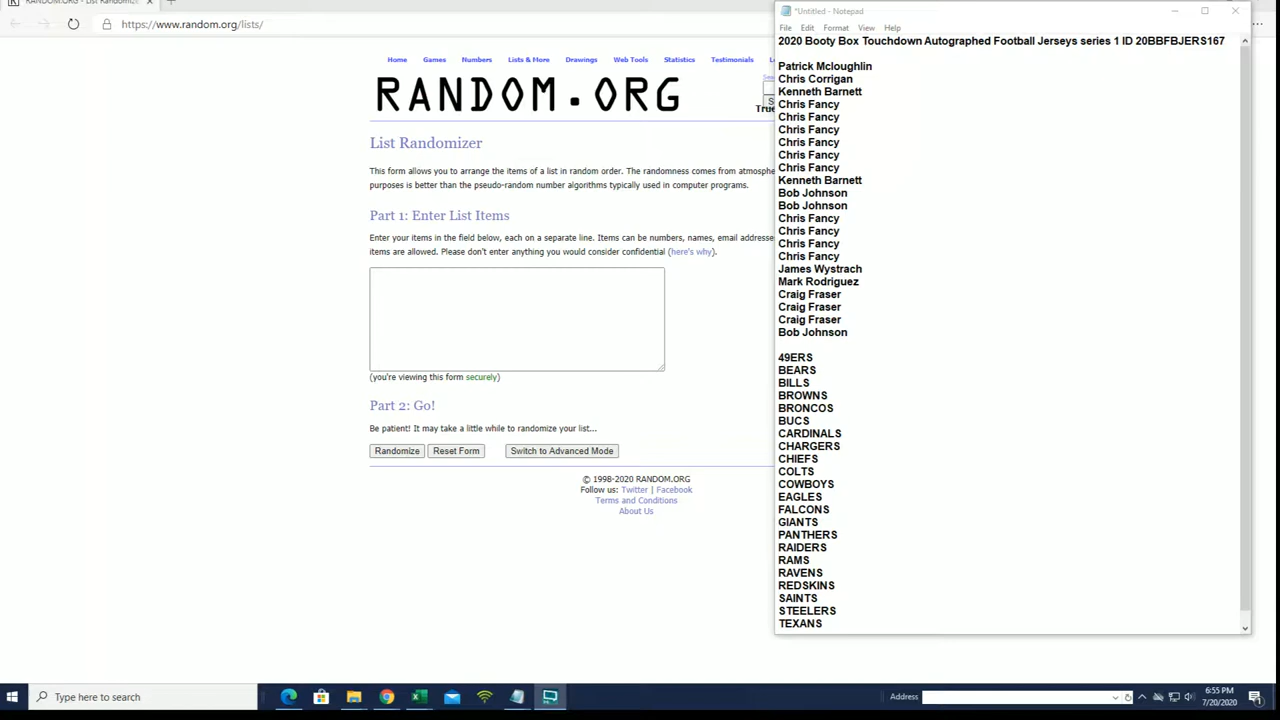 RANDOM.ORG - List Random
https://www.random.org/lists/
Home Games Numbers Lists & More Drawings Web Tools Statistics Testimonials
RANDOM.ORG
True
List Randomizer
This form allows you to arrange the items of a list in random order. The randomness comes from atmosphe
purposes is better than the pseudo-random number algorithms typically used in computer programs.
Part 1: Enter List Items
Enter your items in the field below, each on a separate line. Items can be numbers, names, email addresse
items are allowed. Please don't enter anything you would consider confidential (here's why).
(you're viewing this form securely)
Part 2: Go!
Be patient! It may take a little while to randomize your list...
Randomize Reset Form Switch to Advanced Mode
© 1998-2020 RANDOM.ORG
Follow us: Twitter | Facebook
Terms and Conditions
About Us
*Untitled - Notepad
File Edit Format View Help
2020 Booty Box Touchdown Autographed Football Jerseys series 1 ID 20BBFBJERS167
Patrick Mcloughlin
Chris Corrigan
Kenneth Barnett
Chris Fancy
Chris Fancy
Chris Fancy
Chris Fancy
Chris Fancy
Chris Fancy
Kenneth Barnett
Bob Johnson
Bob Johnson
Chris Fancy
Chris Fancy
Chris Fancy
Chris Fancy
James Wystrach
Mark Rodriguez
Craig Fraser
Craig Fraser
Craig Fraser
Bob Johnson
49ERS
BEARS
BILLS
BROWNS
BRONCOS
BUCS
CARDINALS
CHARGERS
CHIEFS
COLTS
COWBOYS
EAGLES
FALCONS
GIANTS
PANTHERS
RAIDERS
RAMS
RAVENS
REDSKINS
SAINTS
STEELERS
TEXANS
Type here to search
Address
6:55 PM
7/20/2020